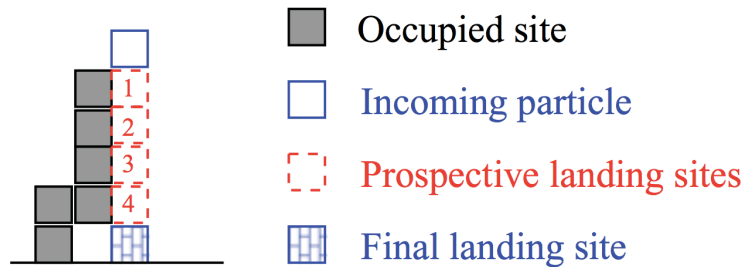 1
2
3
4
Occupied site
Incoming particle
Prospective landing sites
Final landing site